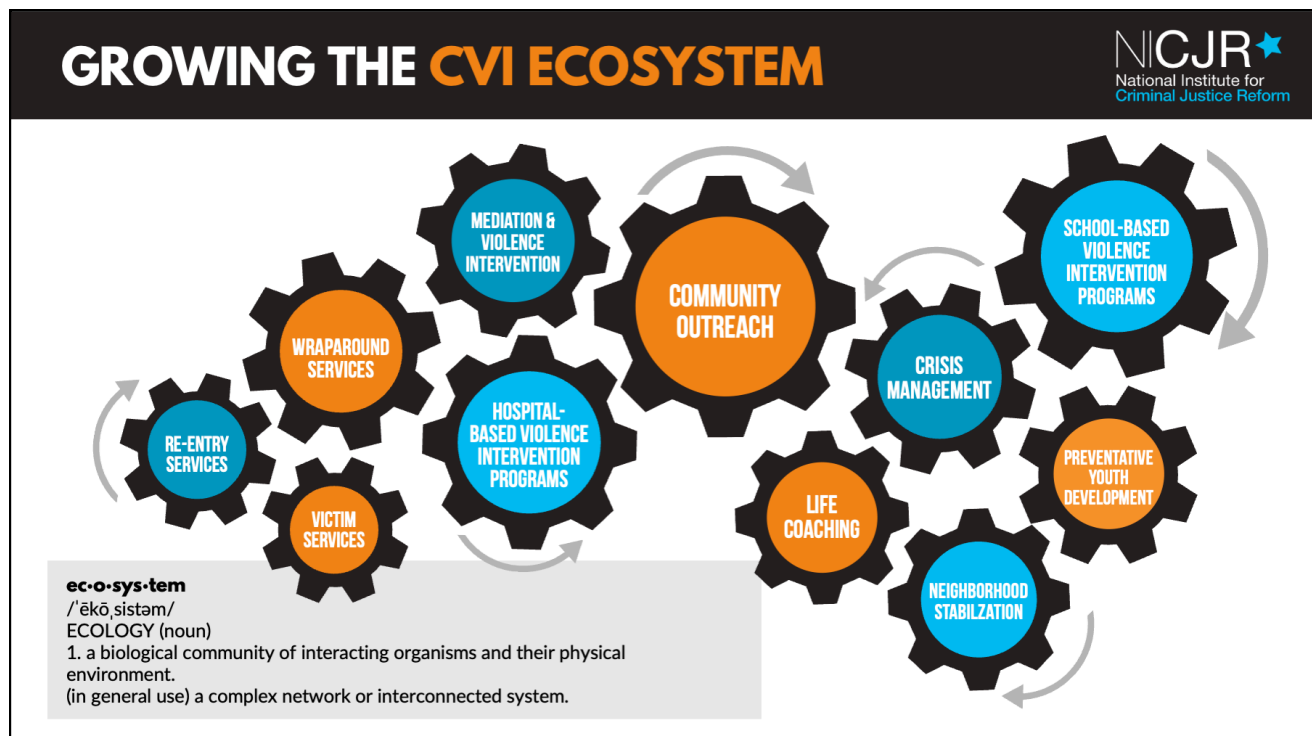 GROWING THE CVI ECOSYSTEM
NICJR
National Institute for
Criminal Justice Reform
MEDIATION &
VIOLENCE
INTERVENTION
COMMUNITY
OUTREACH
SCHOOL-BASED
VIOLENCE
INTERVENTION
PROGRAMS
WRAPAROUND
SERVICES
CRISIS
MANAGEMENT
RE-ENTRY
SERVICES
HOSPITAL-
BASED VIOLENCE
INTERVENTION
PROGRAMS
PREVENTATIVE
YOUTH
DEVELOPMENT
VICTIM
SERVICES
LIFE
COACHING
NEIGHBORHOOD
STABILZATION
ec·o·sys·tem
/ˈēkōˌsistəm/
ECOLOGY (noun)
1. a biological community of interacting organisms and their physical
environment.
(in general use) a complex network or interconnected system.